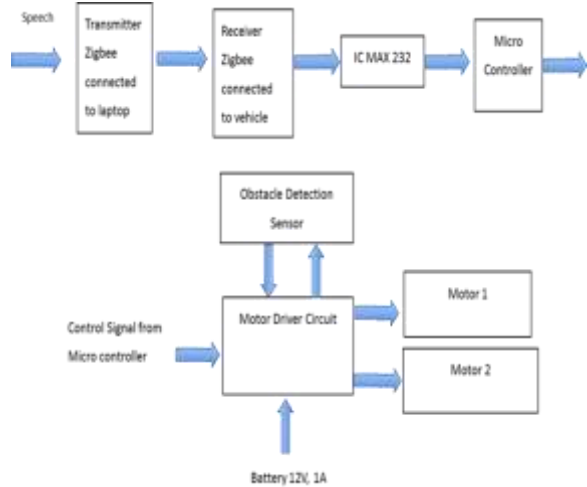 Speech
Transmitter
Zigbee
connected
to laptop
Receiver
Zigbee
connected
to vehicle
IC MAX 232
Micro
Controller
Obstacle Detection
Sensor
Control Signal from
Micro controller
Motor Driver Circuit
Motor 1
Motor 2
Battery 12V, 1A